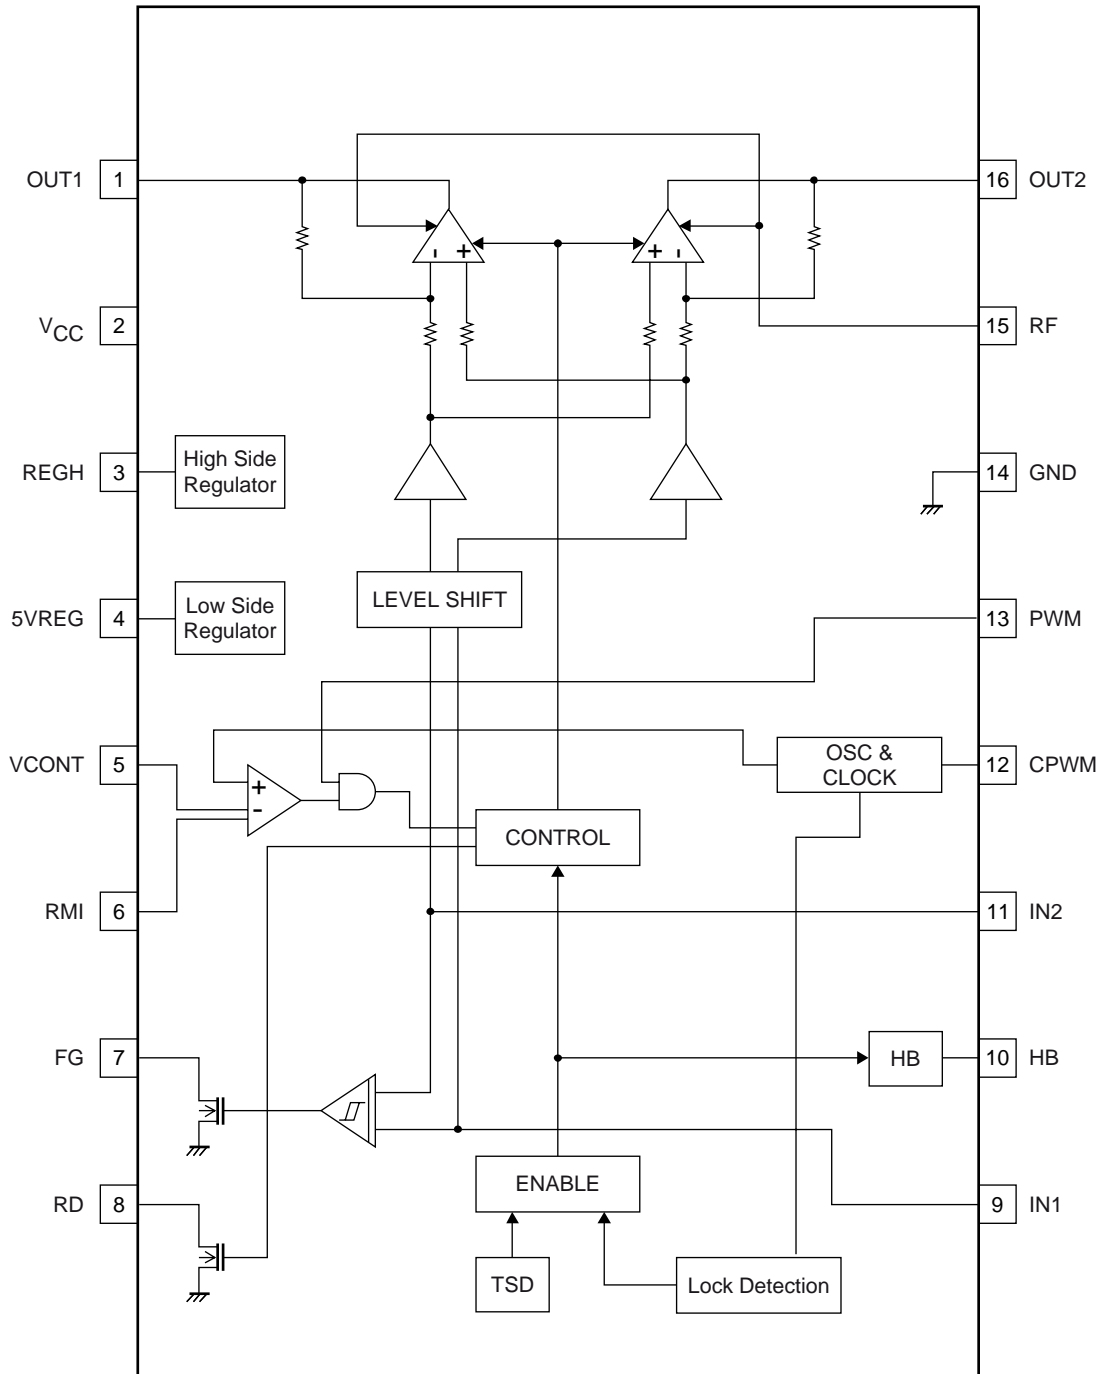 OUT1 1
16 OUT2
- +
+ -
VCC 2
15 RF
REGH 3
High Side
Regulator
14 GND
5VREG 4
Low Side
Regulator
LEVEL SHIFT
13 PWM
VCONT 5
+
-
OSC &
CLOCK
12 CPWM
CONTROL
RMI 6
11 IN2
FG 7
HB
10 HB
RD 8
ENABLE
9 IN1
TSD
Lock Detection